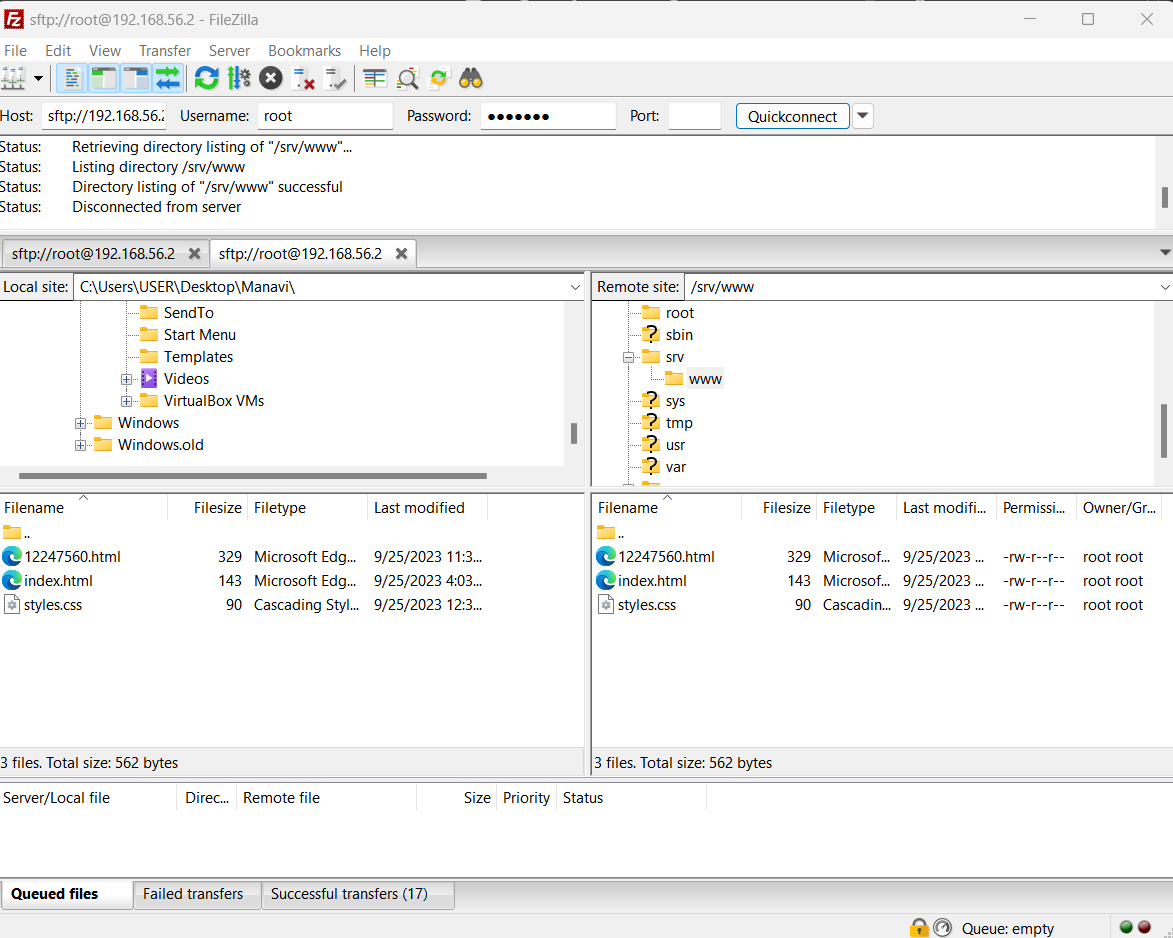 sftp://root@192.168.56.2 - FileZilla
File Edit View Transfer Server Bookmarks Help
Host: sftp://192.168.56.2 Username: root Password: ●●●●●●● Port: Quickconnect
Status: Retrieving directory listing of "/srv/www"...
Status: Listing directory /srv/www
Status: Directory listing of "/srv/www" successful
Status: Disconnected from server
sftp://root@192.168.56.2 sftp://root@192.168.56.2
Local site: C:\Users\USER\Desktop\Manavi\
SendTo
Start Menu
Templates
Videos
VirtualBox VMs
Windows
Windows.old
Filename Filesize Filetype Last modified
..
12247560.html 329 Microsoft Edg... 9/25/2023 11:3...
index.html 143 Microsoft Edg... 9/25/2023 4:03...
styles.css 90 Cascading Styl... 9/25/2023 12:3...
3 files. Total size: 562 bytes
Remote site: /srv/www
root
sbin
srv
www
sys
tmp
usr
var
Filename Filesize Filetype Last modifi... Permissi... Owner/Gr...
..
12247560.html 329 Microsof... 9/25/2023 ... -rw-r--r-- root root
index.html 143 Microsof... 9/25/2023 ... -rw-r--r-- root root
styles.css 90 Cascadin... 9/25/2023 ... -rw-r--r-- root root
3 files. Total size: 562 bytes
Server/Local file Direc... Remote file Size Priority Status
Queued files Failed transfers Successful transfers (17)
Queue: empty